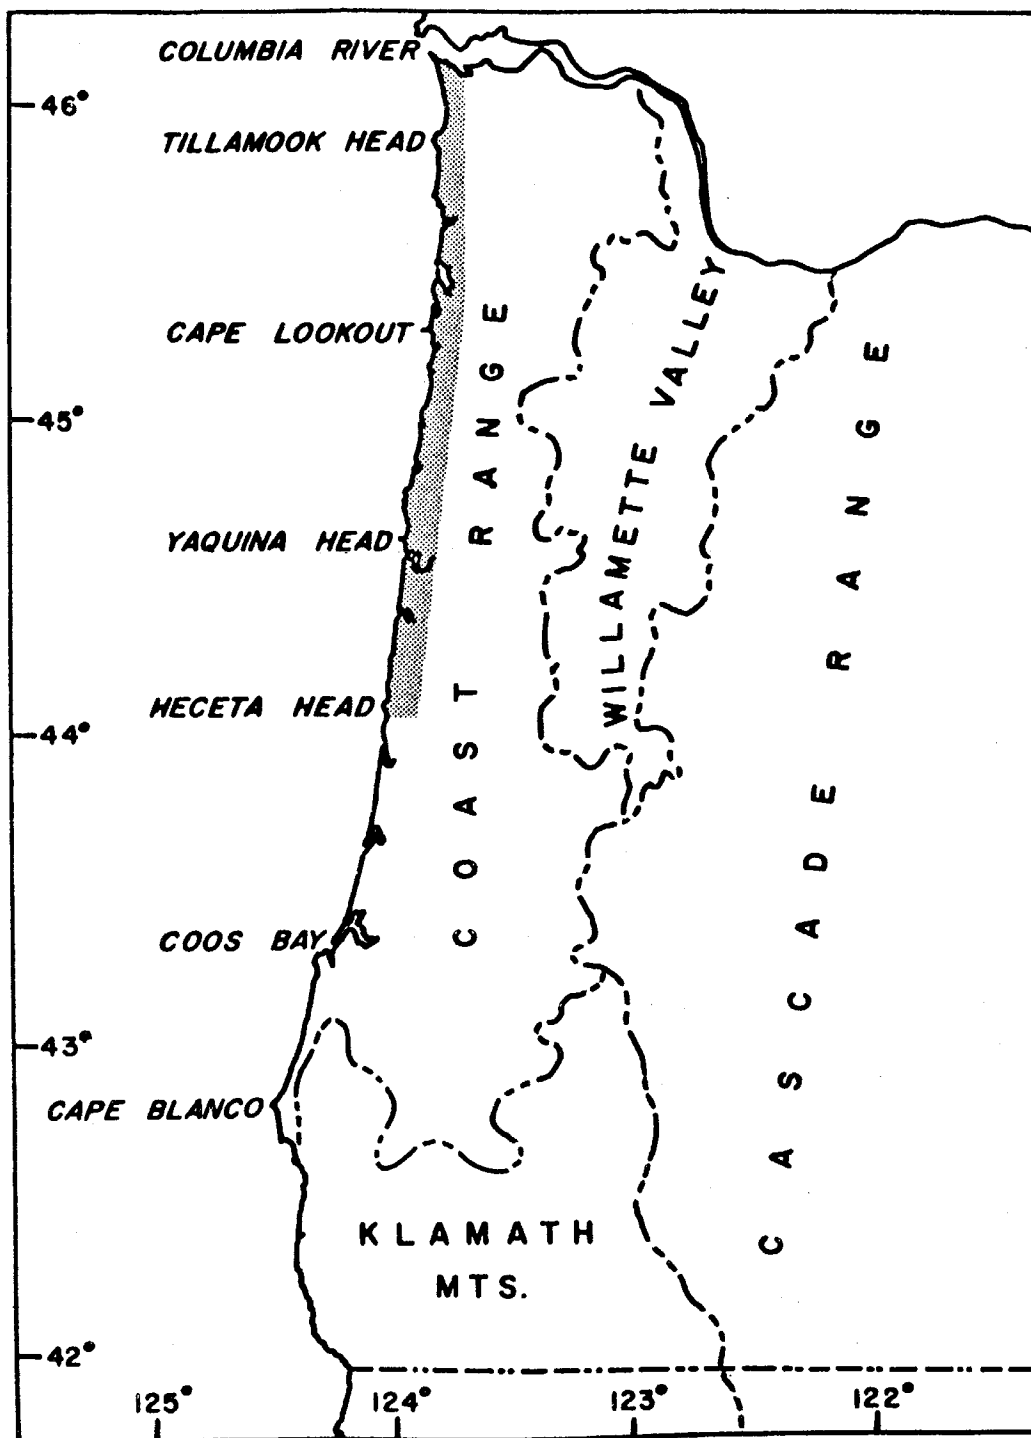 COLUMBIA RIVER
46°
TILLAMOOK HEAD
CAPE LOOKOUT
45°
YAQUINA HEAD
HECETA HEAD
44°
COOS BAY
43°
CAPE BLANCO
42°
COAST RANGE
WILLAMETTE VALLEY
CASCADE RANGE
KLAMATH
MTS.
125° 124° 123° 122°